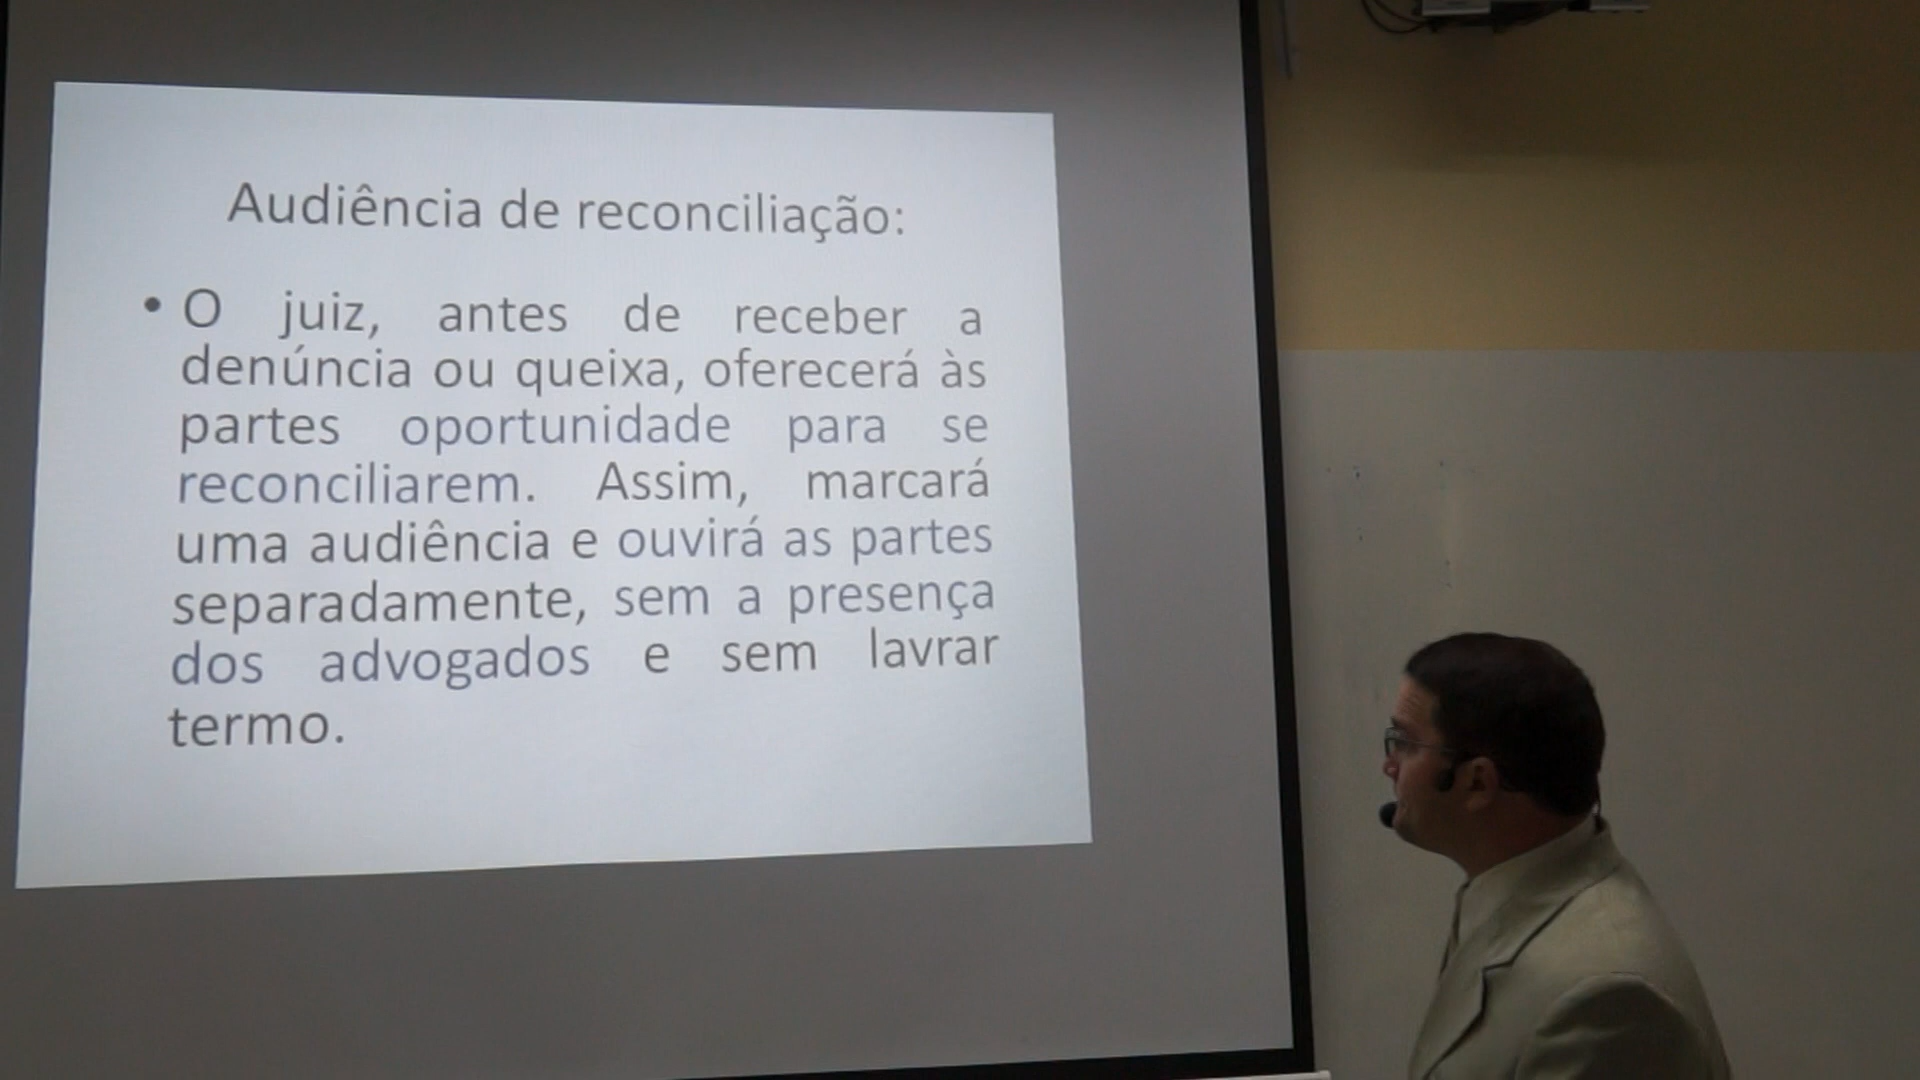 Audiência de reconciliação:
• O juiz, antes de receber a
denúncia ou queixa, oferecerá às
partes oportunidade para se
reconciliarem. Assim, marcará
uma audiência e ouvirá as partes
separadamente, sem a presença
dos advogados e sem lavrar
termo.